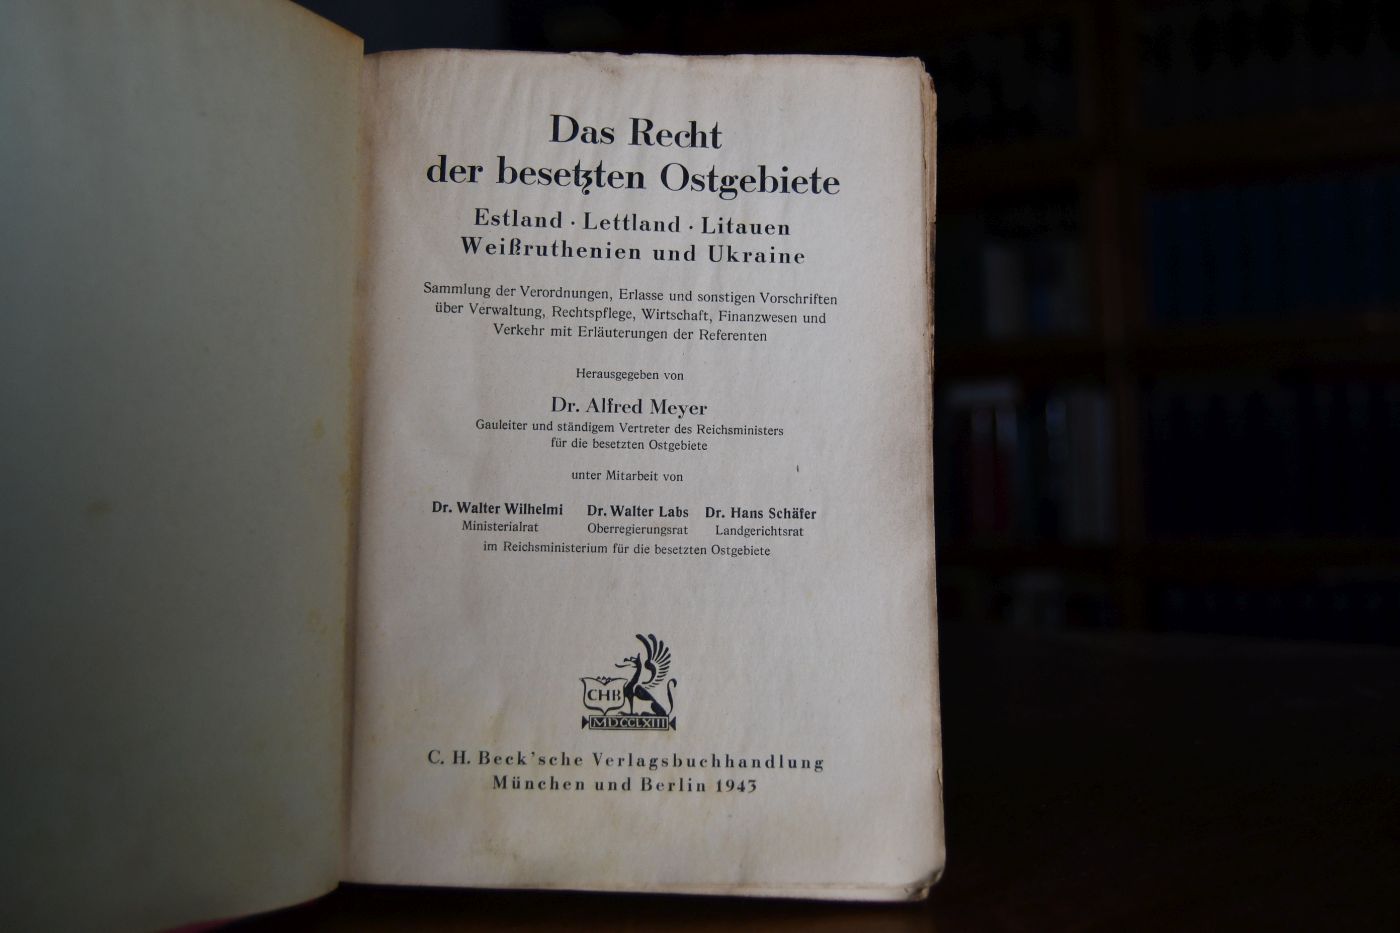 Das Recht
der besetzten Ostgebiete
Estland · Lettland · Litauen
Weißruthenien und Ukraine
Sammlung der Verordnungen, Erlasse und sonstigen Vorschriften
über Verwaltung, Rechtspflege, Wirtschaft, Finanzwesen und
Verkehr mit Erläuterungen der Referenten
Herausgegeben von
Dr. Alfred Meyer
Gauleiter und ständigem Vertreter des Reichsministers
für die besetzten Ostgebiete
unter Mitarbeit von
Dr. Walter Wilhelmi Dr. Walter Labs Dr. Hans Schäfer
Ministerialrat Oberregierungsrat Landgerichtsrat
im Reichsministerium für die besetzten Ostgebiete
CHB
MDCCLXIII
C. H. Beck'sche Verlagsbuchhandlung
München und Berlin 1943